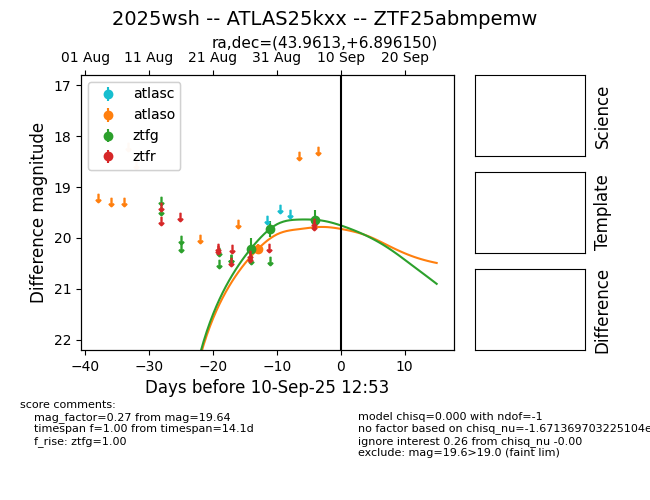 2025wsh -- ATLAS25kxx -- ZTF25abmpemw
ra,dec=(43.9613,+6.896150)
01 Aug 11 Aug 21 Aug 31 Aug 10 Sep 20 Sep
atlasc
atlaso
ztfg
ztfr
17
18
19
20
21
22
Difference magnitude
−40 −30 −20 −10 0 10
Days before 10-Sep-25 12:53
Science
Template
Difference
score comments:
mag_factor=0.27 from mag=19.64
timespan f=1.00 from timespan=14.1d
f_rise: ztfg=1.00
model chisq=0.000 with ndof=-1
no factor based on chisq_nu=-1.671369703225104e
ignore interest 0.26 from chisq_nu -0.00
exclude: mag=19.6>19.0 (faint lim)